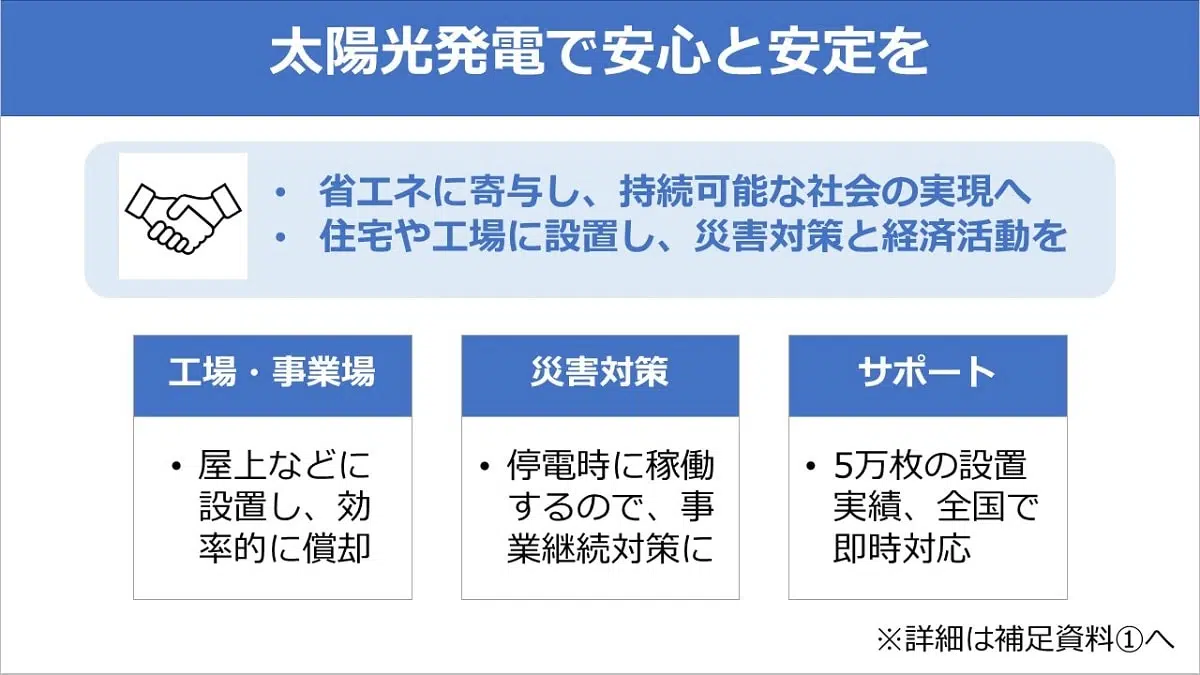 太陽光発電で安心と安定を
• 省エネに寄与し、持続可能な社会の実現へ
• 住宅や工場に設置し、災害対策と経済活動を
工場・事業場
• 屋上などに
設置し、効
率的に償却
災害対策
• 停電時に稼働
するので、事
業継続対策に
サポート
• 5万枚の設置
実績、全国で
即時対応
※詳細は補足資料①へ